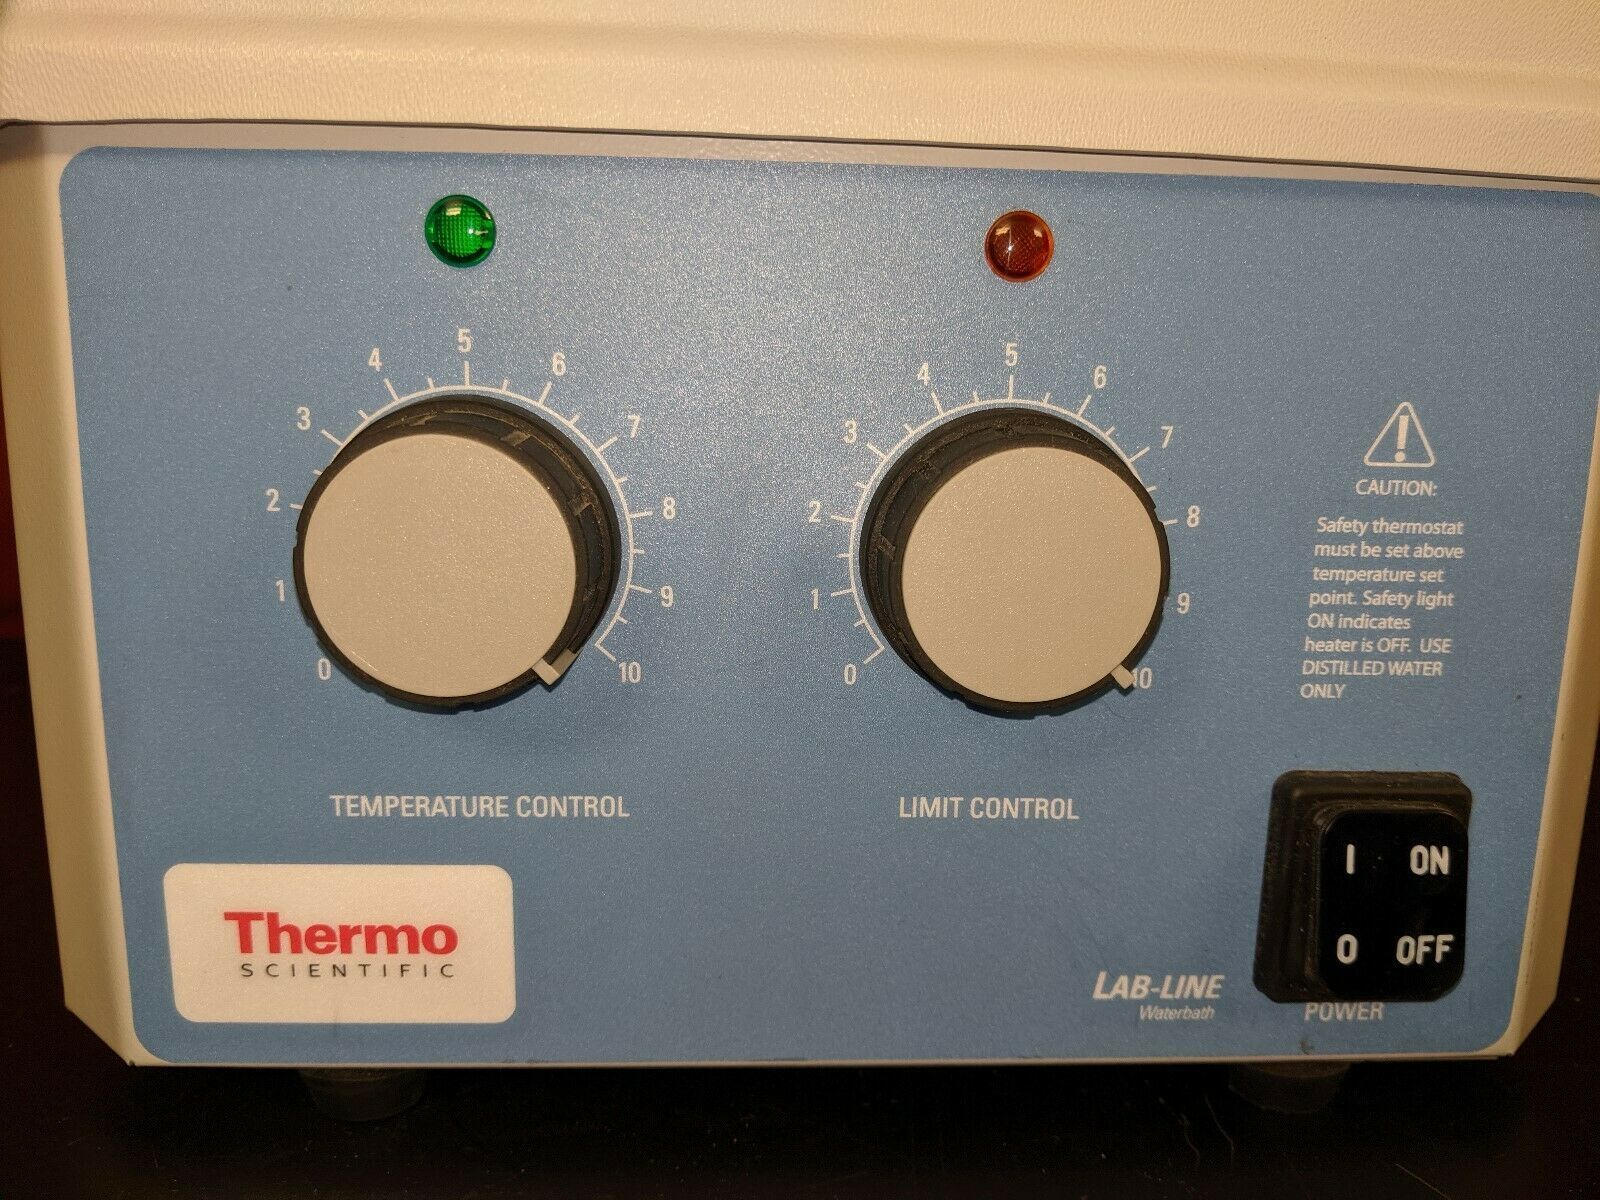 5
4 6
3 7
2 8
1 9
0 10
5
4 6
3 7
2 8
1 9
0 10
TEMPERATURE CONTROL
LIMIT CONTROL
CAUTION:
Safety thermostat
must be set above
temperature set
point. Safety light
ON indicates
heater is OFF. USE
DISTILLED WATER
ONLY
I ON
O OFF
POWER
Thermo
SCIENTIFIC
LAB-LINE
Waterbath